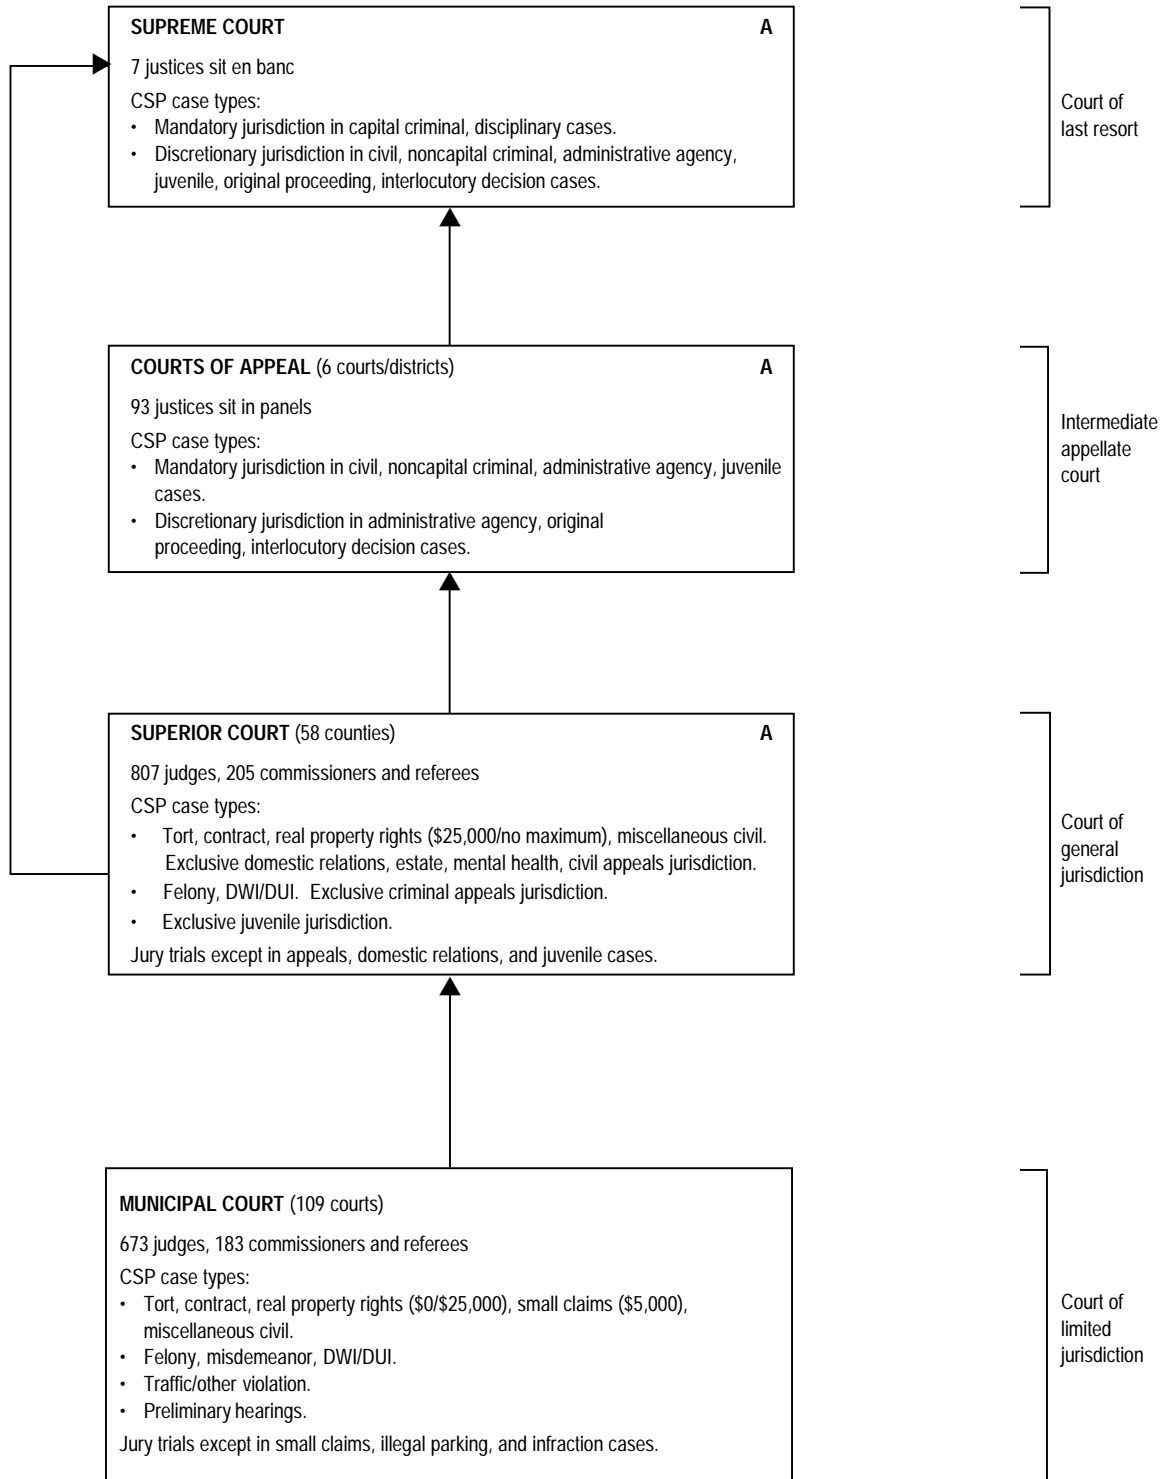 SUPREME COURT A
7 justices sit en banc
CSP case types:
• Mandatory jurisdiction in capital criminal, disciplinary cases.
• Discretionary jurisdiction in civil, noncapital criminal, administrative agency,
juvenile, original proceeding, interlocutory decision cases.
Court of
last resort
COURTS OF APPEAL (6 courts/districts) A
93 justices sit in panels
CSP case types:
• Mandatory jurisdiction in civil, noncapital criminal, administrative agency, juvenile
cases.
• Discretionary jurisdiction in administrative agency, original
proceeding, interlocutory decision cases.
Intermediate
appellate
court
SUPERIOR COURT (58 counties) A
807 judges, 205 commissioners and referees
CSP case types:
• Tort, contract, real property rights ($25,000/no maximum), miscellaneous civil.
Exclusive domestic relations, estate, mental health, civil appeals jurisdiction.
• Felony, DWI/DUI. Exclusive criminal appeals jurisdiction.
• Exclusive juvenile jurisdiction.
Jury trials except in appeals, domestic relations, and juvenile cases.
Court of
general
jurisdiction
MUNICIPAL COURT (109 courts)
673 judges, 183 commissioners and referees
CSP case types:
• Tort, contract, real property rights ($0/$25,000), small claims ($5,000),
miscellaneous civil.
• Felony, misdemeanor, DWI/DUI.
• Traffic/other violation.
• Preliminary hearings.
Jury trials except in small claims, illegal parking, and infraction cases.
Court of
limited
jurisdiction